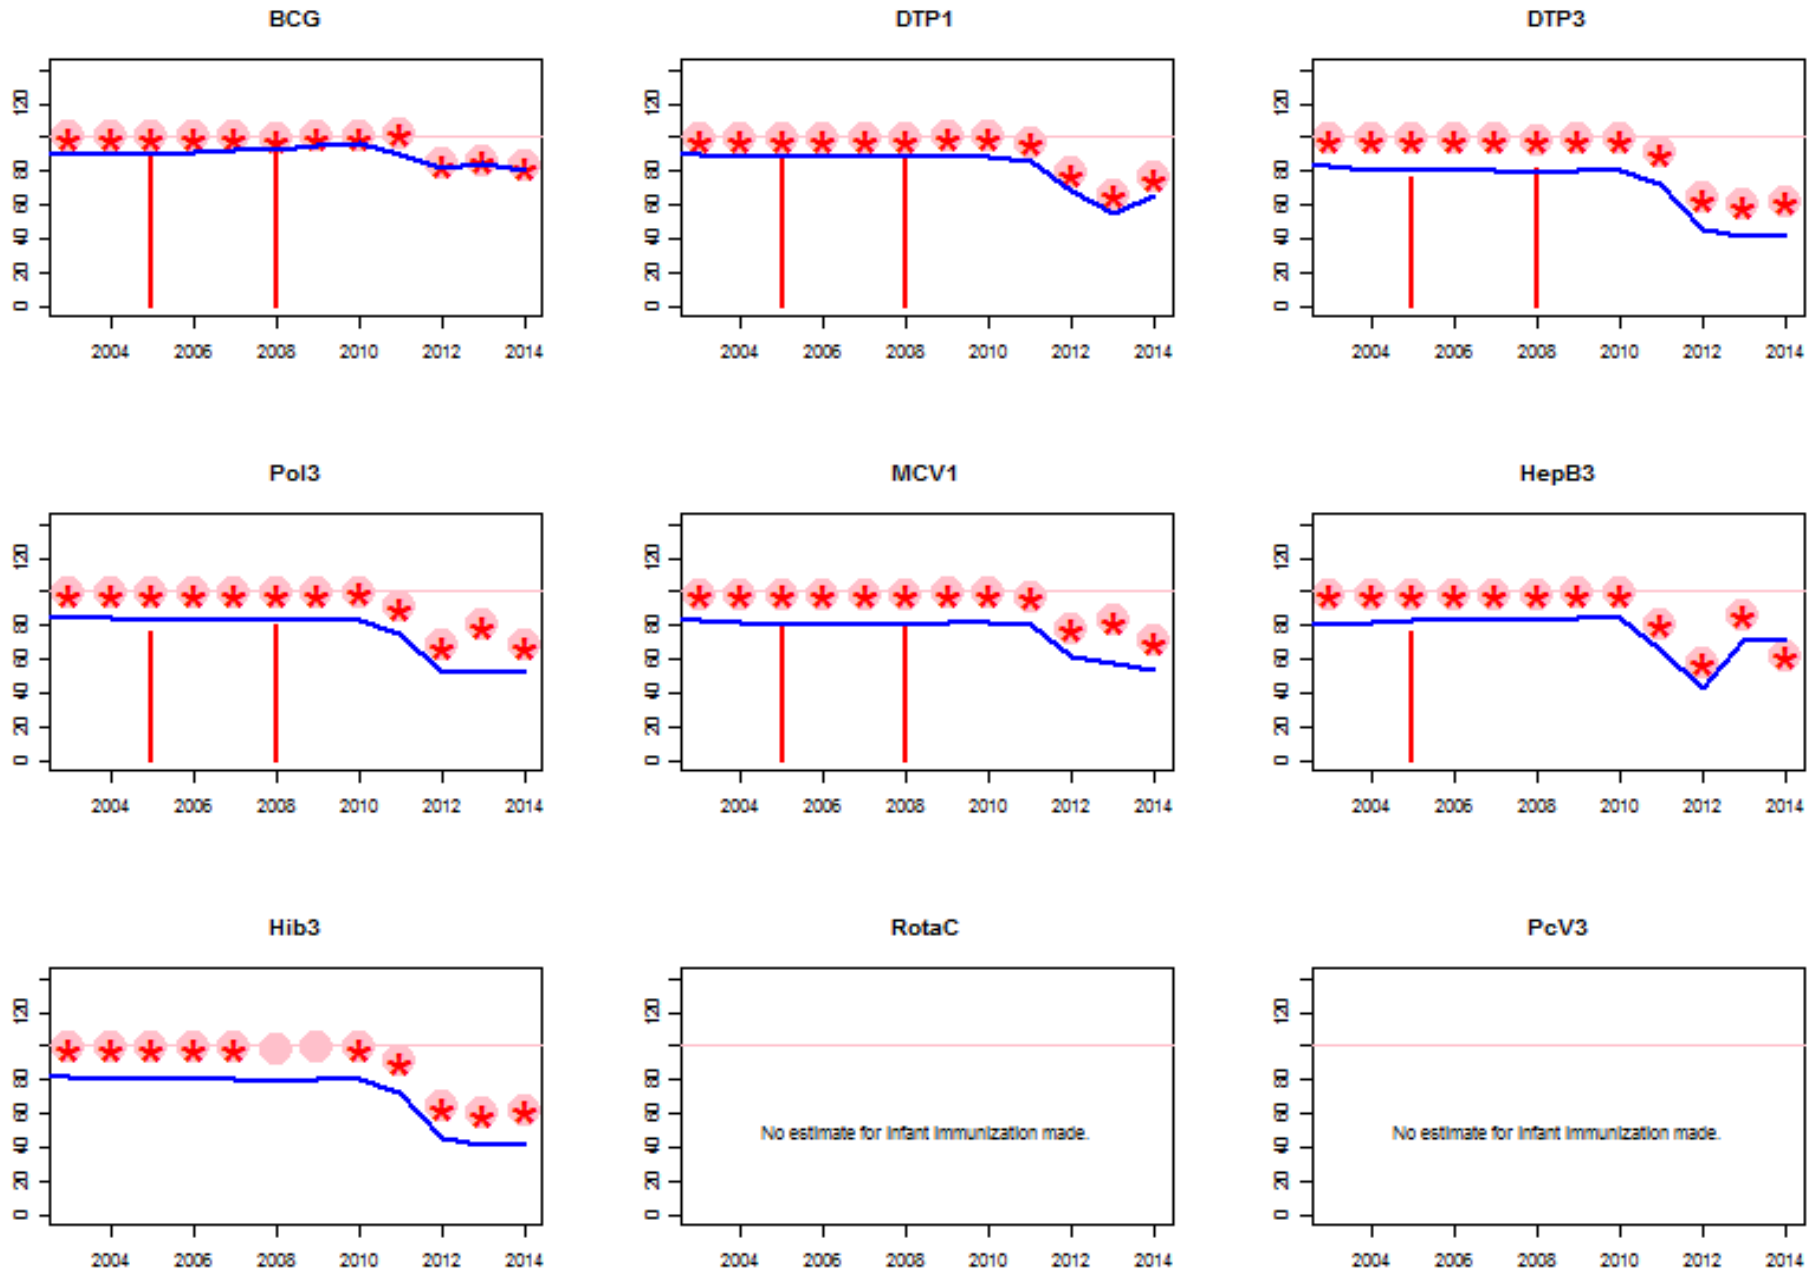 BCG DTP1 DTP3
120 120 120
80 80 80
60 60 60
40 40 40
20 20 20
0 0 0
2004 2006 2008 2010 2012 2014 2004 2006 2008 2010 2012 2014 2004 2006 2008 2010 2012 2014
Pol3 MCV1 HepB3
120 120 120
80 80 80
60 60 60
40 40 40
20 20 20
0 0 0
2004 2006 2008 2010 2012 2014 2004 2006 2008 2010 2012 2014 2004 2006 2008 2010 2012 2014
Hib3 RotaC PcV3
120 120 120
80 80 80
60 60 60
No estimate for infant immunization made. No estimate for infant immunization made.
40 40 40
20 20 20
0 0 0
2004 2006 2008 2010 2012 2014 2004 2006 2008 2010 2012 2014 2004 2006 2008 2010 2012 2014